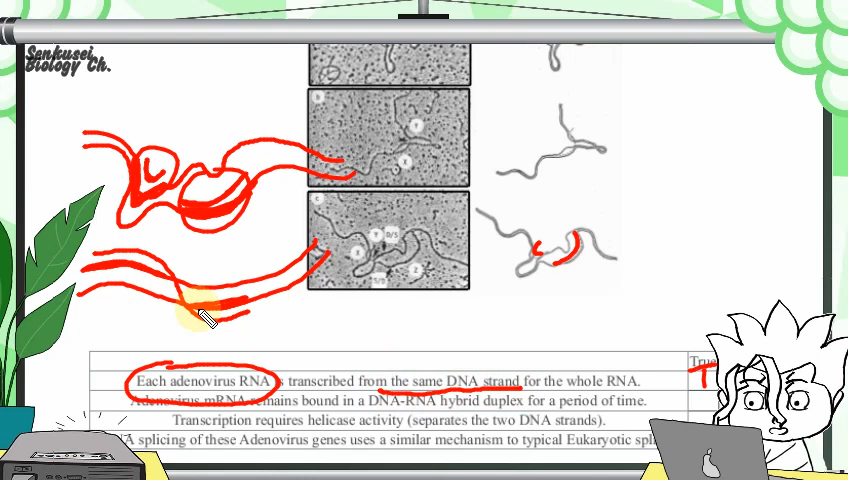 Senkusei
Biology Ch.
b
Y
X
c
Y
D/S
X
Z
True
Each adenovirus RNA is transcribed from the same DNA strand for the whole RNA.
T
Adenovirus mRNA remains bound in a DNA-RNA hybrid duplex for a period of time.
Transcription requires helicase activity (separates the two DNA strands).
A splicing of these Adenovirus genes uses a similar mechanism to typical Eukaryotic spl